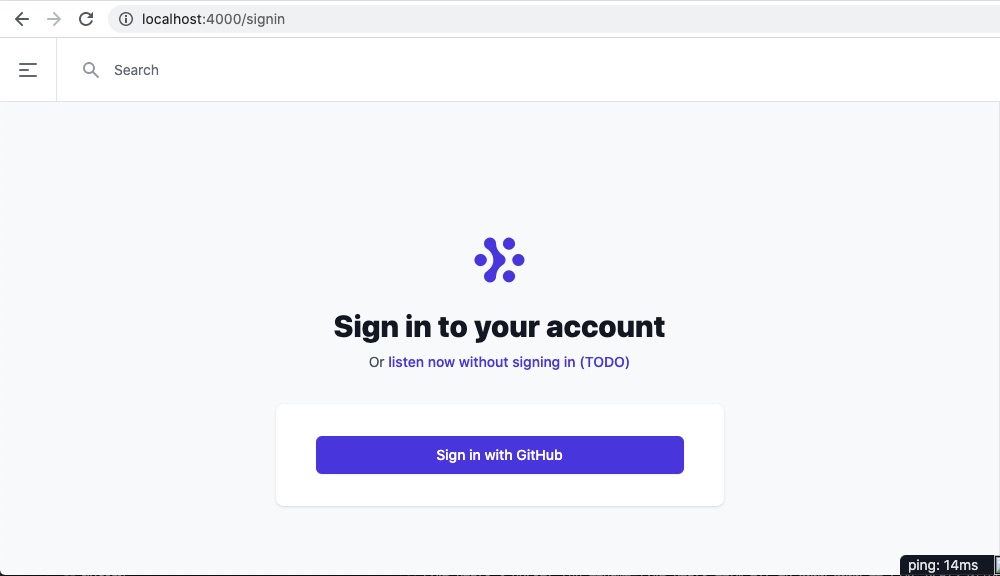 localhost:4000/signin
Search
Sign in to your account
Or listen now without signing in (TODO)
Sign in with GitHub
ping: 14ms